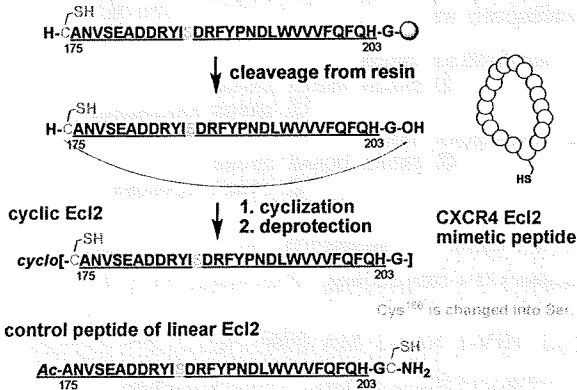 SH
H-CANVSEADDRYISDRFYPNDLWVVVFQFQH-G-
175 203
cleaveage from resin
SH
H-CANVSEADDRYISDRFYPNDLWVVVFQFQH-G-OH
175 203
HS
cyclic Ecl2
1. cyclization
2. deprotection
CXCR4 Ecl2
mimetic peptide
SH
cyclo[-CANVSEADDRYISDRFYPNDLWVVVFQFQH-G-]
175 203
is changed into Ser.
control peptide of linear Ecl2
SH
Ac-ANVSEADDRYISDRFYPNDLWVVVFQFQH-GC-NH2
175 203